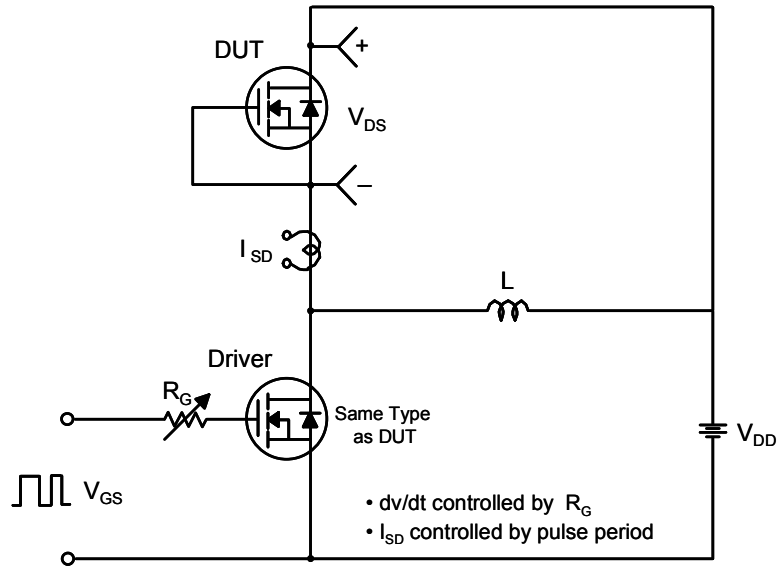 DUT
+
V_DS
−
I_SD
L
Driver
R_G
Same Type
as DUT
V_DD
V_GS
• dv/dt controlled by R_G
• I_SD controlled by pulse period